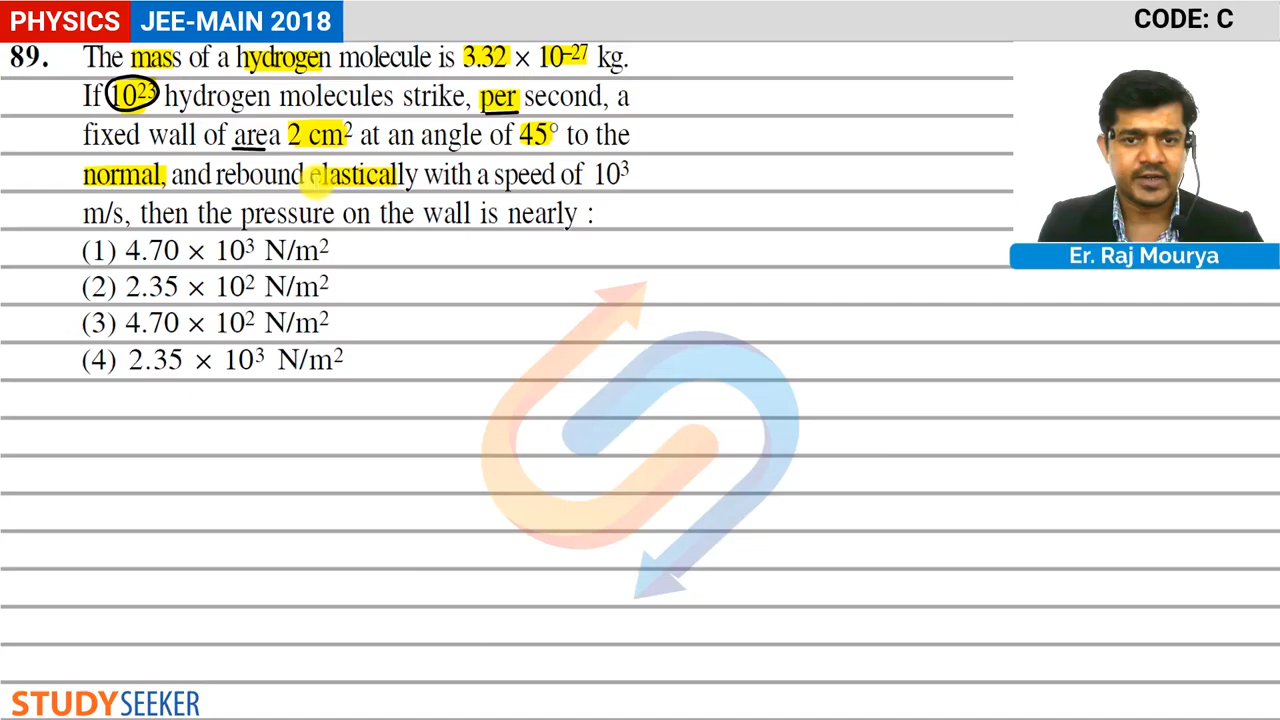 PHYSICS JEE-MAIN 2018
CODE: C
89. The mass of a hydrogen molecule is 3.32 × 10⁻²⁷ kg.
If 10²³ hydrogen molecules strike, per second, a
fixed wall of area 2 cm² at an angle of 45° to the
normal, and rebound elastically with a speed of 10³
m/s, then the pressure on the wall is nearly :
(1) 4.70 × 10³ N/m²
(2) 2.35 × 10² N/m²
(3) 4.70 × 10² N/m²
(4) 2.35 × 10³ N/m²
Er. Raj Mourya
STUDYSEEKER